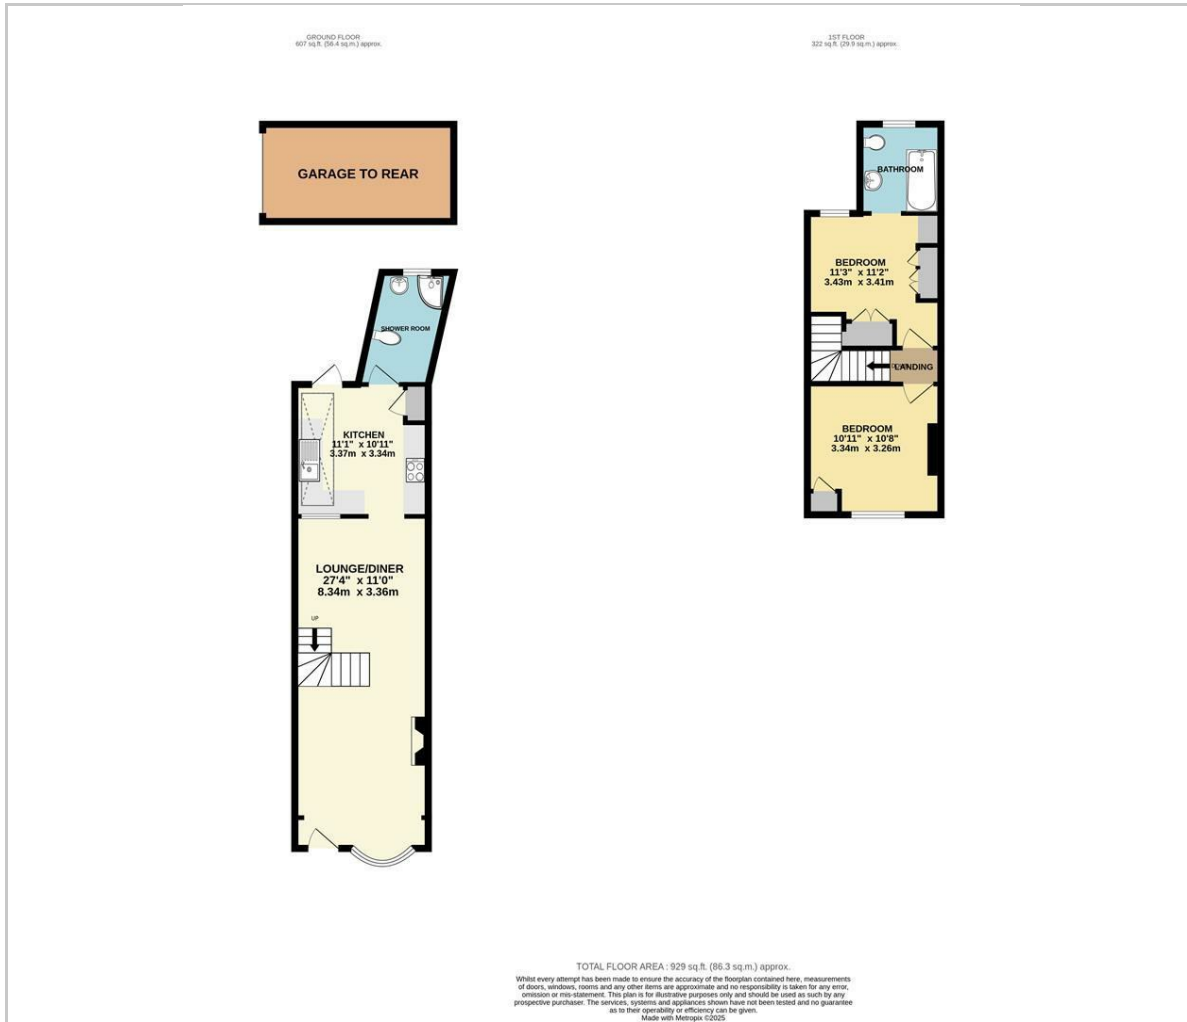 GROUND FLOOR
607 sq.ft. (56.4 sq.m.) approx.
1ST FLOOR
322 sq.ft. (29.9 sq.m.) approx.
GARAGE TO REAR
SHOWER ROOM
KITCHEN
11'1" x 10'11"
3.37m x 3.34m
LOUNGE/DINER
27'4" x 11'0"
8.34m x 3.36m
UP
BATHROOM
BEDROOM
11'3" x 11'2"
3.43m x 3.41m
LANDING
BEDROOM
10'11" x 10'8"
3.34m x 3.26m
TOTAL FLOOR AREA : 929 sq.ft. (86.3 sq.m.) approx.
Whilst every attempt has been made to ensure the accuracy of the floorplan contained here, measurements
of doors, windows, rooms and any other items are approximate and no responsibility is taken for any error,
omission or mis-statement. This plan is for illustrative purposes only and should be used as such by any
prospective purchaser. The services, systems and appliances shown have not been tested and no guarantee
as to their operability or efficiency can be given.
Made with Metropix ©2025